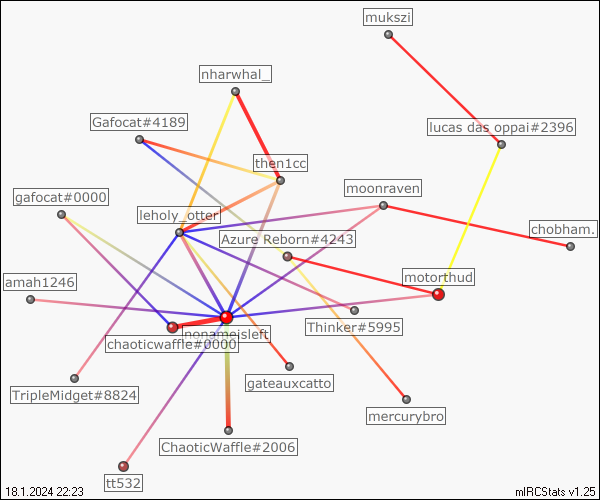 mukszi
nharwhal_
Gafocat#4189
lucas das oppai#2396
then1cc
moonraven
gafocat#0000
leholy_otter
chobham.
Azure Reborn#4243
amah1246
motorthud
Thinker#5995
nonameisleft
chaoticwaffle#0000
gateauxcatto
TripleMidget#8824
mercurybro
ChaoticWaffle#2006
tt532
18.1.2024 22:23
mIRCStats v1.25